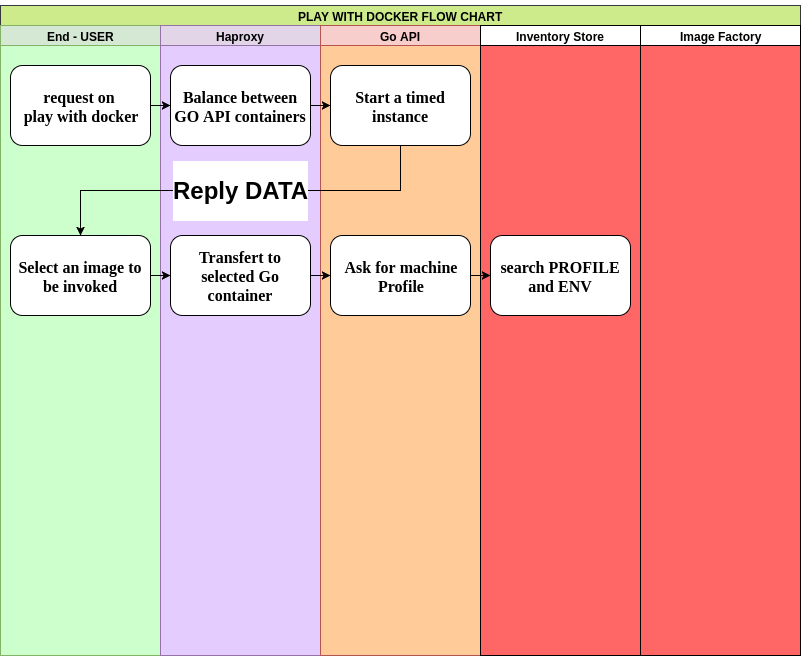 PLAY WITH DOCKER FLOW CHART
End - USER
Haproxy
Go API
Inventory Store
Image Factory
request on
play with docker
Balance between
GO API containers
Start a timed
instance
Reply DATA
Select an image to
be invoked
Transfert to
selected Go
container
Ask for machine
Profile
search PROFILE
and ENV